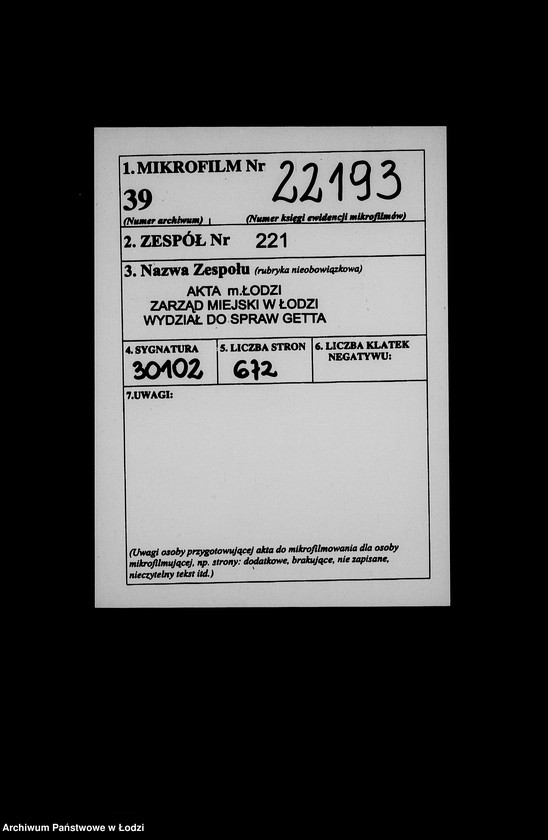 1. MIKROFILM Nr 22193
39
(Numer archiwum) (Numer księgi ewidencji mikrofilmów)
2. ZESPÓŁ Nr 221
3. Nazwa Zespołu (rubryka nieobowiązkowa)
AKTA m.ŁODZI
ZARZĄD MIEJSKI W ŁODZI
WYDZIAŁ DO SPRAW GETTA
4. SYGNATURA 5. LICZBA STRON 6. LICZBA KLATEK
NEGATYWU:
30102 672
7.UWAGI:
(Uwagi osoby przygotowującej akta do mikrofilmowania dla osoby
mikrofilmującej, np. strony: dodatkowe, brakujące, nie zapisane,
nieczytelny tekst itd.)
Archiwum Państwowe w Łodzi